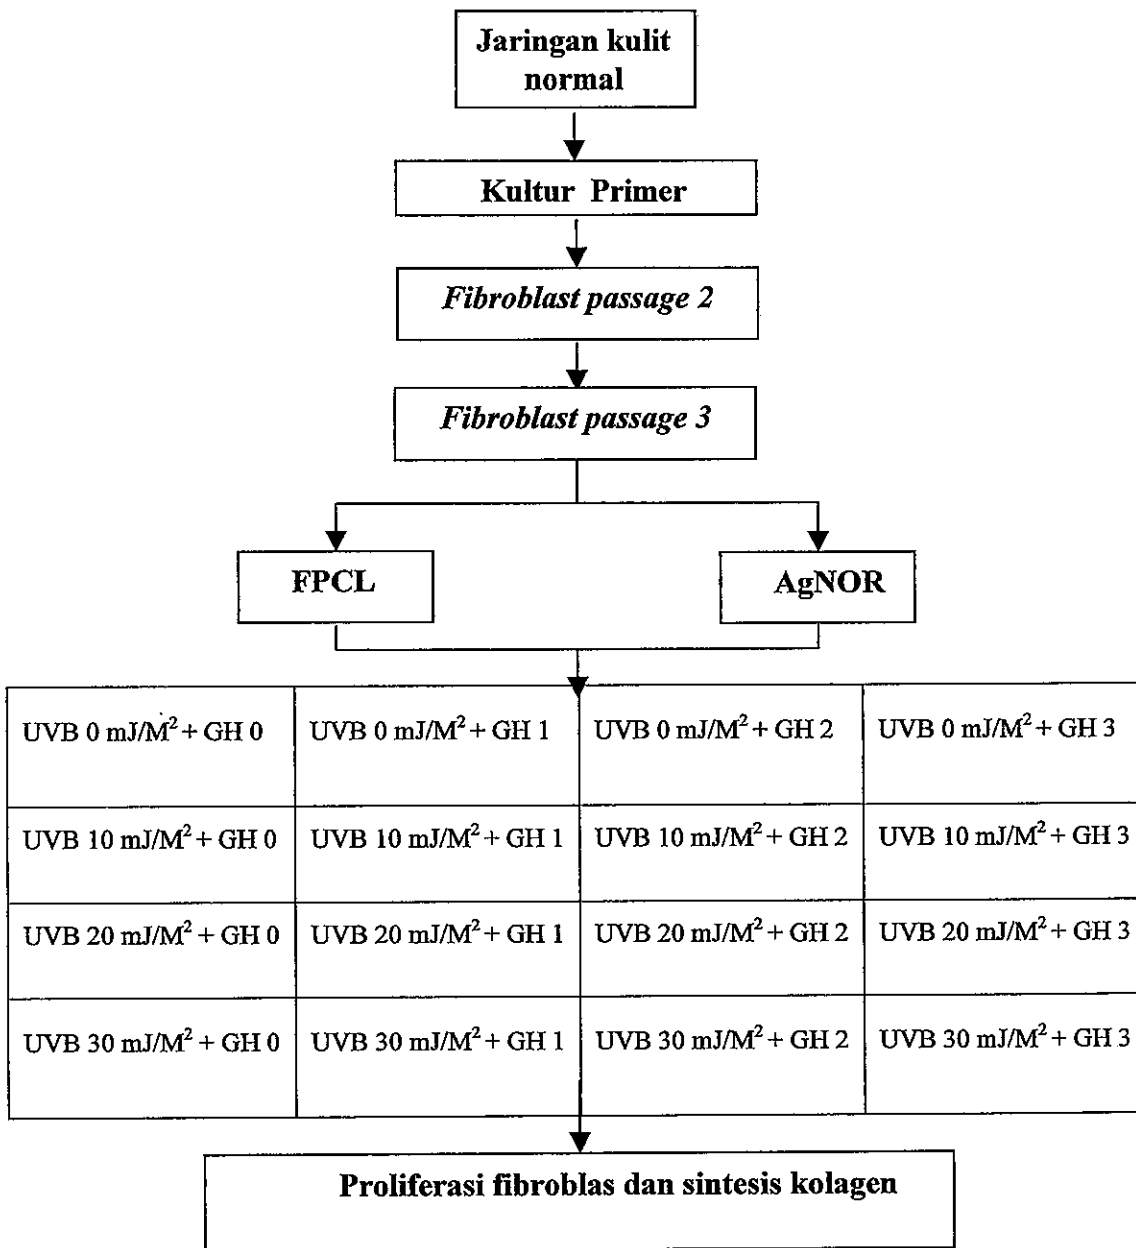 Jaringan kulit
normal
Kultur Primer
Fibroblast passage 2
Fibroblast passage 3
FPCL
AgNOR
UVB 0 mJ/M² + GH 0
UVB 0 mJ/M² + GH 1
UVB 0 mJ/M² + GH 2
UVB 0 mJ/M² + GH 3
UVB 10 mJ/M² + GH 0
UVB 10 mJ/M² + GH 1
UVB 10 mJ/M² + GH 2
UVB 10 mJ/M² + GH 3
UVB 20 mJ/M² + GH 0
UVB 20 mJ/M² + GH 1
UVB 20 mJ/M² + GH 2
UVB 20 mJ/M² + GH 3
UVB 30 mJ/M² + GH 0
UVB 30 mJ/M² + GH 1
UVB 30 mJ/M² + GH 2
UVB 30 mJ/M² + GH 3
Proliferasi fibroblas dan sintesis kolagen